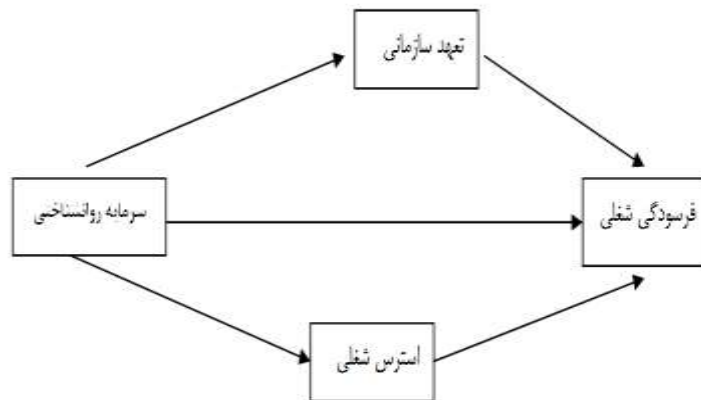 تعهد سازمانی
سرمایه روانشناختی
فرسودگی شغلی
استرس شغلی